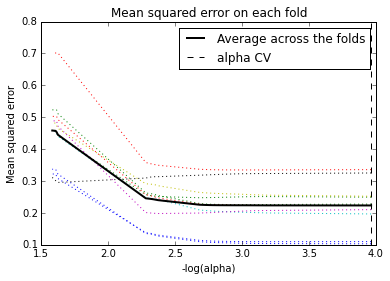 Mean squared error on each fold
0.8
0.7
0.6
0.5
0.4
0.3
0.2
0.1
Mean squared error
Average across the folds
alpha CV
1.5 2.0 2.5 3.0 3.5 4.0
-log(alpha)